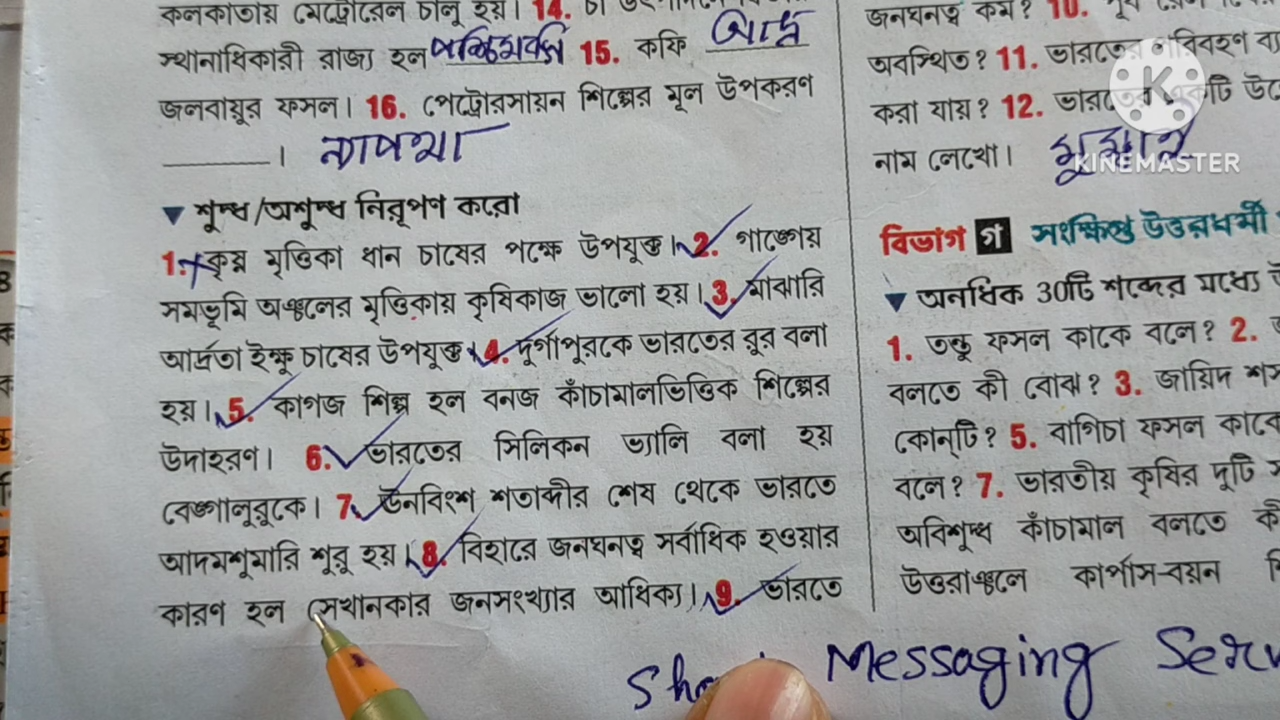 কলকাতায় মেট্রোরেল চালু হয়। 14. চা
স্থানাধিকারী রাজ্য হল পশ্চিমবঙ্গ 15. কফি আর্দ্র
জলবায়ুর ফসল। 16. পেট্রোরসায়ন শিল্পের মূল উপকরণ
________। ন্যাপথা
▼ শুদ্ধ/অশুদ্ধ নিরূপণ করো
1. কৃষ্ণ মৃত্তিকা ধান চাষের পক্ষে উপযুক্ত। 2. গাঙ্গেয়
সমভূমি অঞ্চলের মৃত্তিকায় কৃষিকাজ ভালো হয়। 3. মাঝারি
আর্দ্রতা ইক্ষু চাষের উপযুক্ত। 4. দুর্গাপুরকে ভারতের রুর বলা
হয়। 5. কাগজ শিল্প হল বনজ কাঁচামালভিত্তিক শিল্পের
উদাহরণ। 6. ভারতের সিলিকন ভ্যালি বলা হয়
বেঙ্গালুরুকে। 7. ঊনবিংশ শতাব্দীর শেষ থেকে ভারতে
আদমশুমারি শুরু হয়। 8. বিহারে জনঘনত্ব সর্বাধিক হওয়ার
কারণ হল সেখানকার জনসংখ্যার আধিক্য। 9. ভারতে
জনঘনত্ব কম? 10.
অবস্থিত? 11. ভারতের পরিবহণ
করা যায়? 12. ভারতের একটি
নাম লেখো।
KINEMASTER
বিভাগ গ সংক্ষিপ্ত উত্তরধর্মী
▼ অনধিক 30টি শব্দের মধ্যে
1. তন্তু ফসল কাকে বলে? 2.
বলতে কী বোঝ? 3. জায়িদ
কোন্‌টি? 5. বাগিচা ফসল
বলে? 7. ভারতীয় কৃষির দুটি
অবিশুদ্ধ কাঁচামাল বলতে
উত্তরাঞ্চলে কার্পাস-বয়ন
Messaging